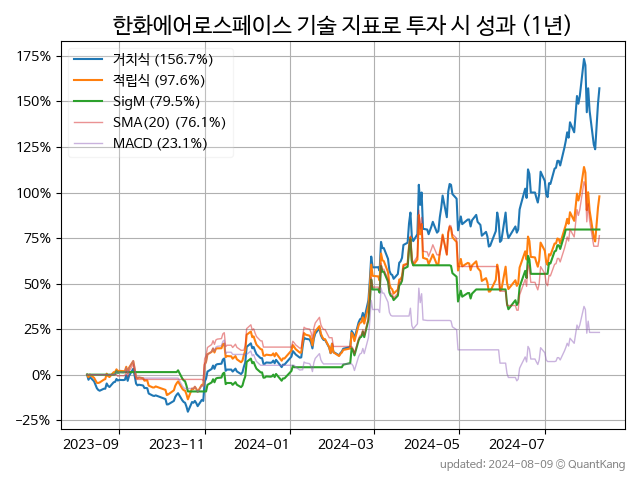 한화에어로스페이스 기술 지표로 투자 시 성과 (1년)
175%
150%
125%
100%
75%
50%
25%
0%
−25%
거치식 (156.7%)
적립식 (97.6%)
SigM (79.5%)
SMA(20) (76.1%)
MACD (23.1%)
2023-09
2023-11
2024-01
2024-03
2024-05
2024-07
updated: 2024-08-09 © QuantKang